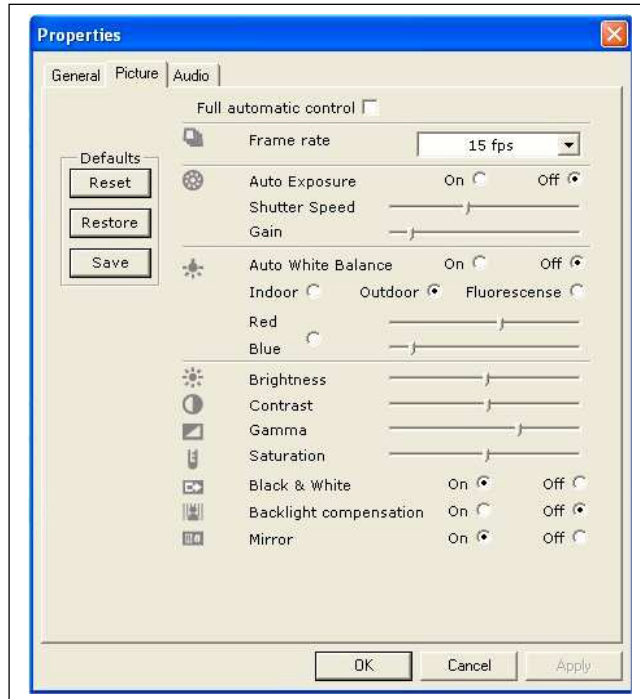 Properties
General Picture Audio
Full automatic control
Frame rate 15 fps
Defaults
Reset
Restore
Save
Auto Exposure On Off
Shutter Speed
Gain
Auto White Balance On Off
Indoor Outdoor Fluorescense
Red
Blue
Brightness
Contrast
Gamma
Saturation
Black & White On Off
Backlight compensation On Off
Mirror On Off
OK Cancel Apply